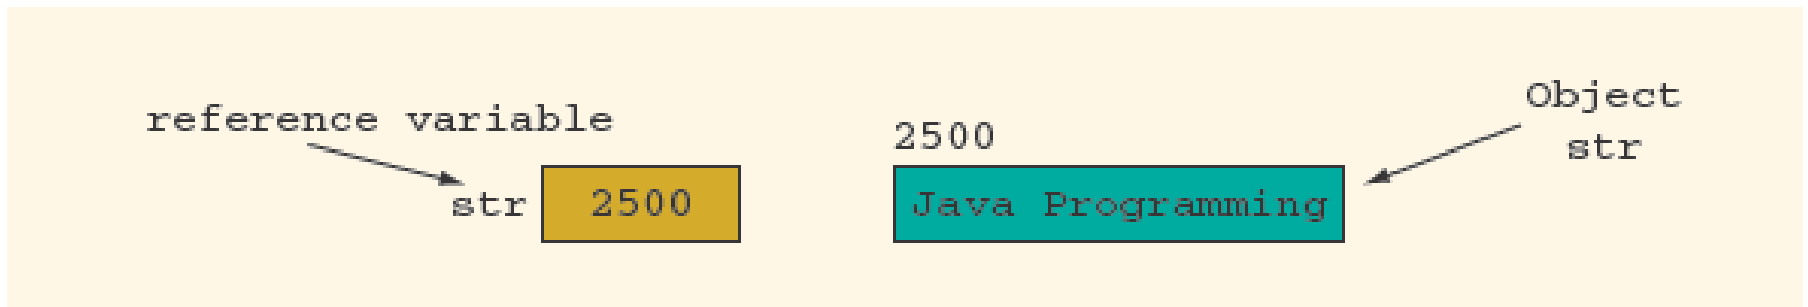 reference variable
str
2500
2500
Java Programming
Object
str